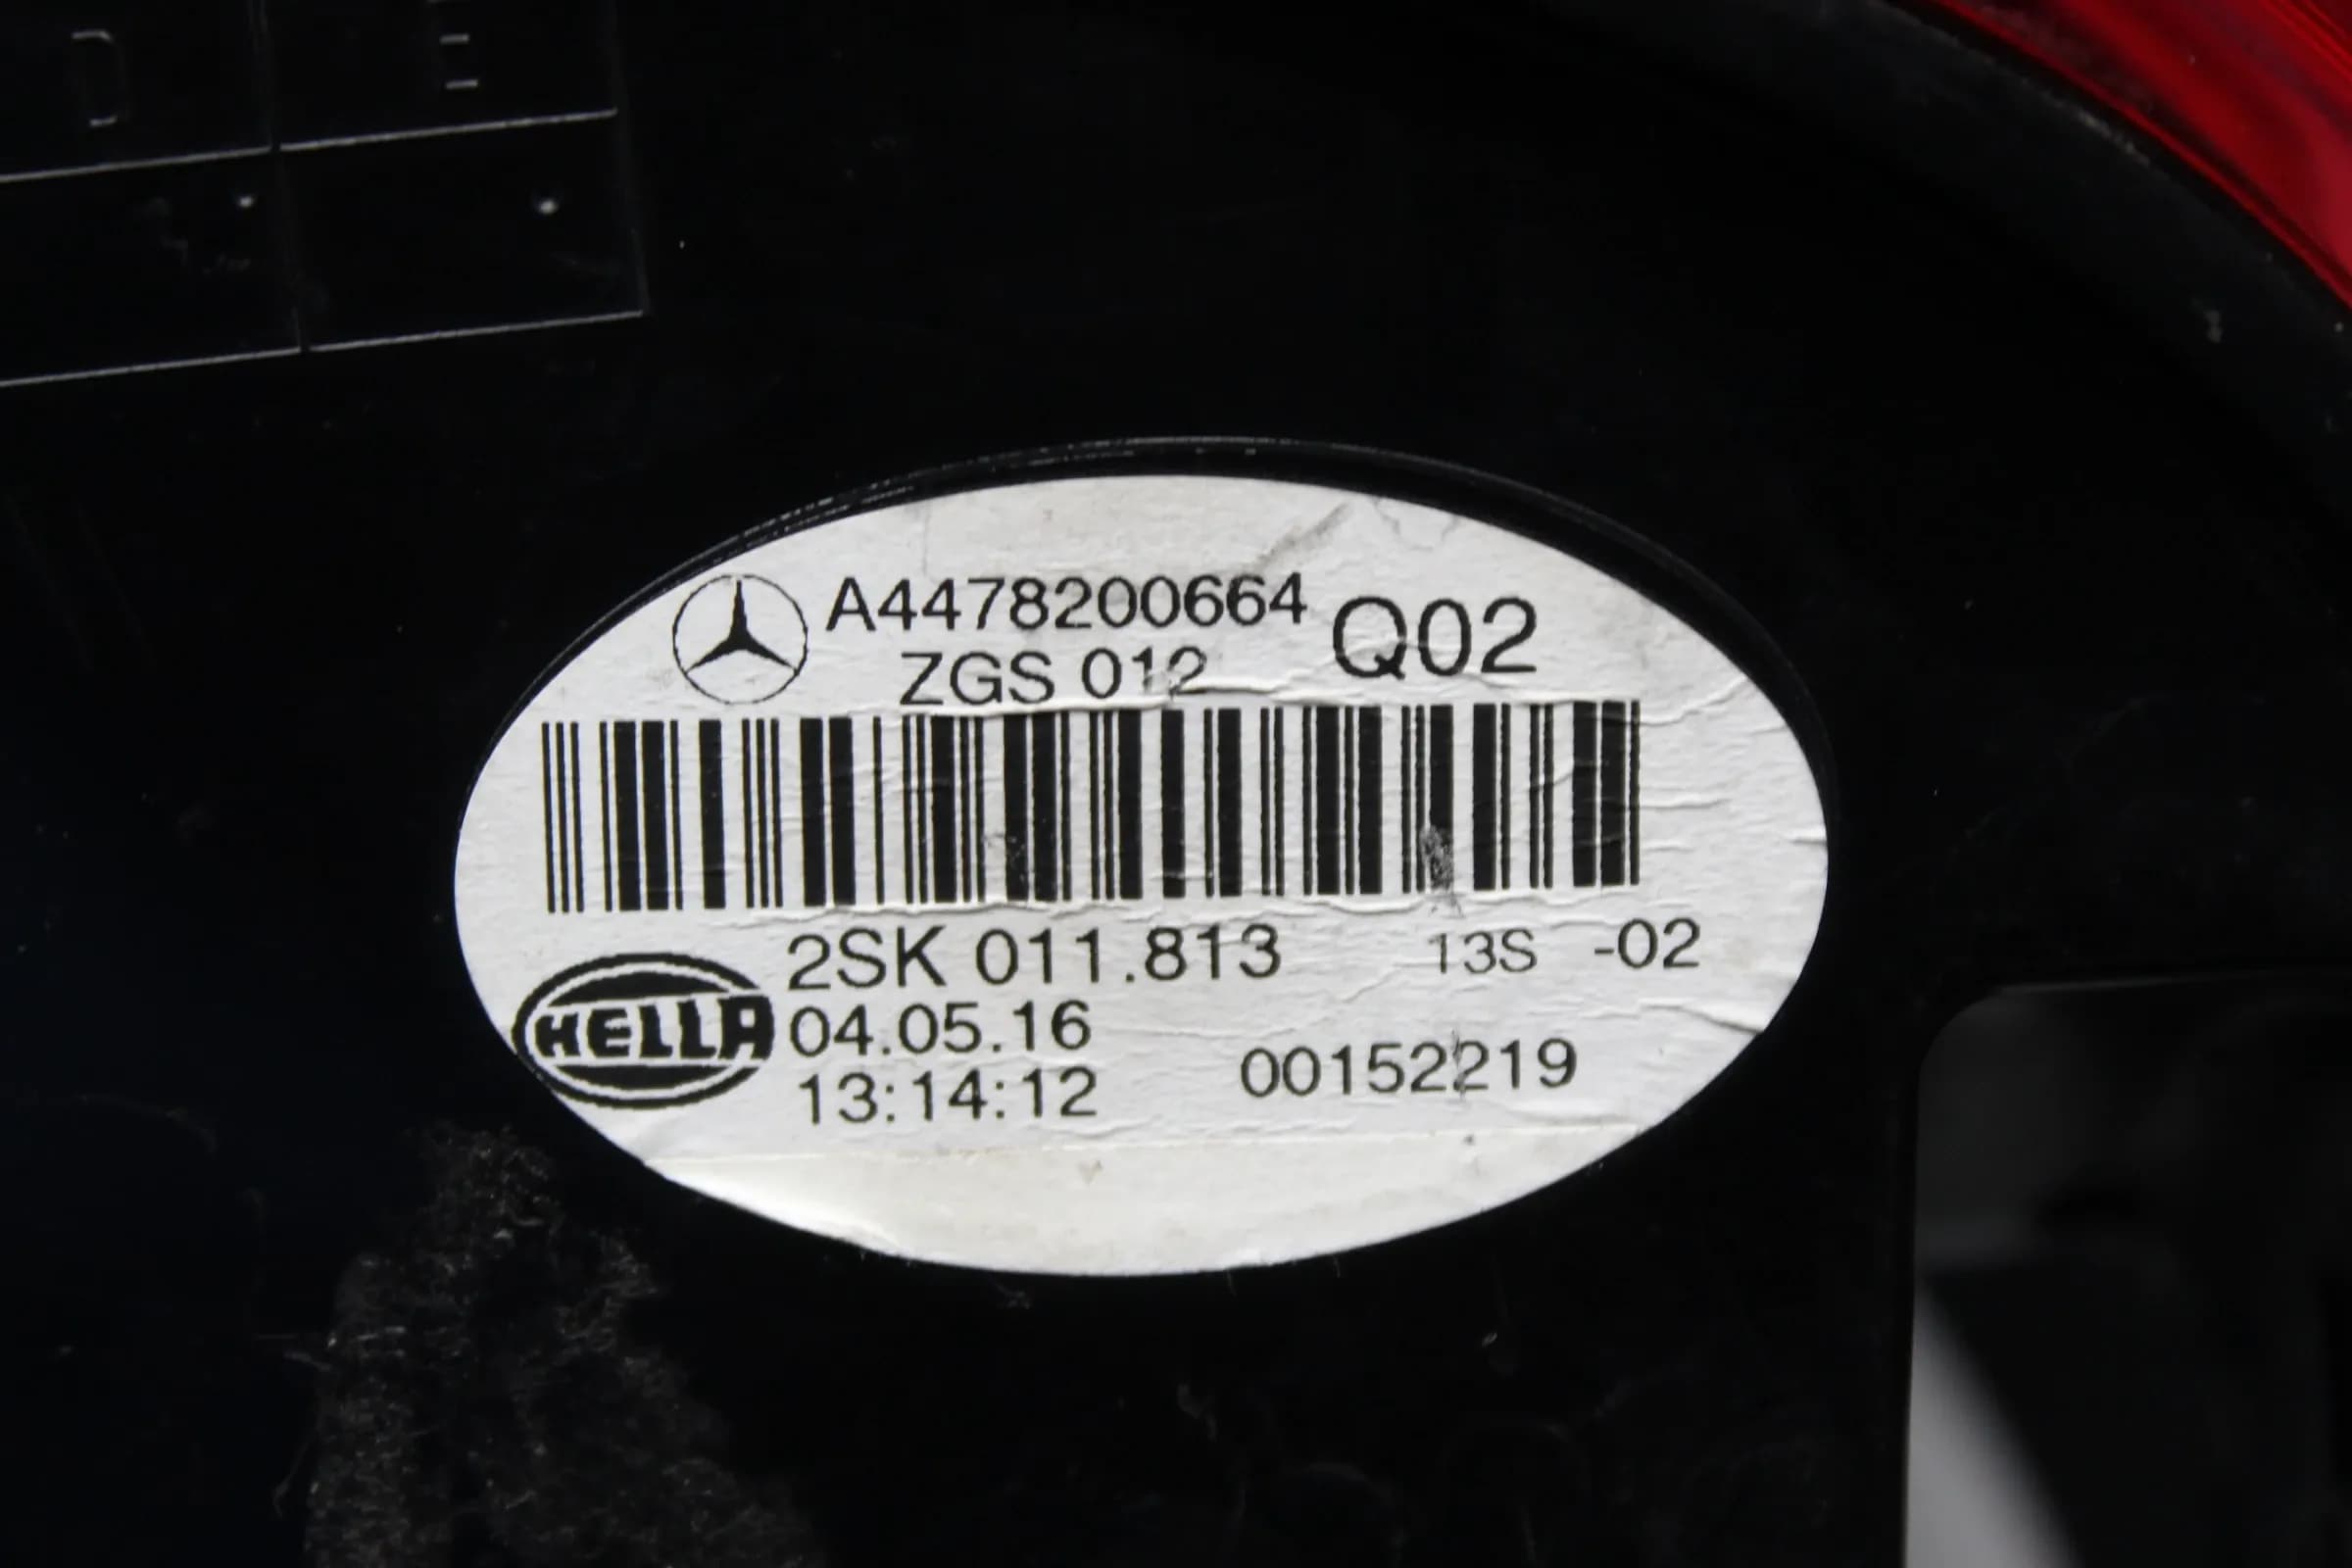 D E
A4478200664 Q02
ZGS 012
2SK 011.813 13S -02
HELLA
04.05.16
13:14:12 00152219